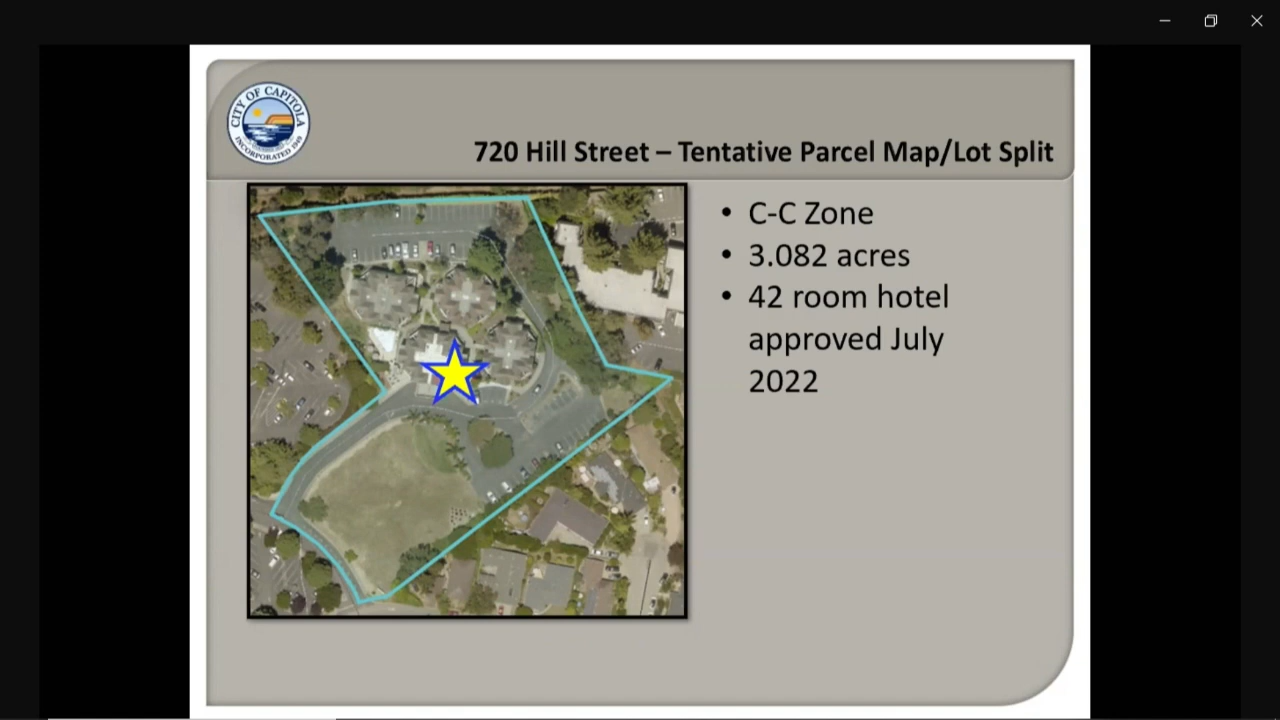 CITY OF CAPITOLA
INCORPORATED 1949
720 Hill Street – Tentative Parcel Map/Lot Split
• C-C Zone
• 3.082 acres
• 42 room hotel
approved July
2022